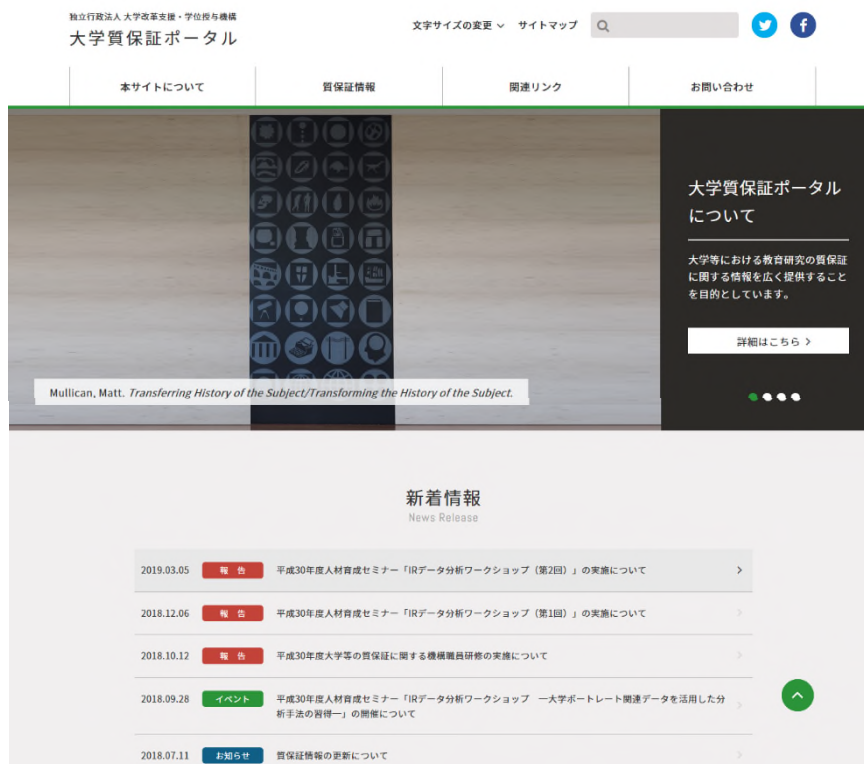 独立行政法人 大学改革支援・学位授与機構
大学質保証ポータル
文字サイズの変更 サイトマップ
本サイトについて 質保証情報 関連リンク お問い合わせ
大学質保証ポータル
について
大学等における教育研究の質保証
に関する情報を広く提供すること
を目的としています。
詳細はこちら
Mullican, Matt. Transferring History of the Subject/Transforming the History of the Subject.
新着情報
News Release
2019.03.05 報 告 平成30年度人材育成セミナー「IRデータ分析ワークショップ(第2回)」の実施について
2018.12.06 報 告 平成30年度人材育成セミナー「IRデータ分析ワークショップ(第1回)」の実施について
2018.10.12 報 告 平成30年度大学等の質保証に関する機構職員研修の実施について
2018.09.28 イベント 平成30年度人材育成セミナー「IRデータ分析ワークショップ ―大学ポートレート関連データを活用した分
析手法の習得―」の開催について
2018.07.11 お知らせ 質保証情報の更新について